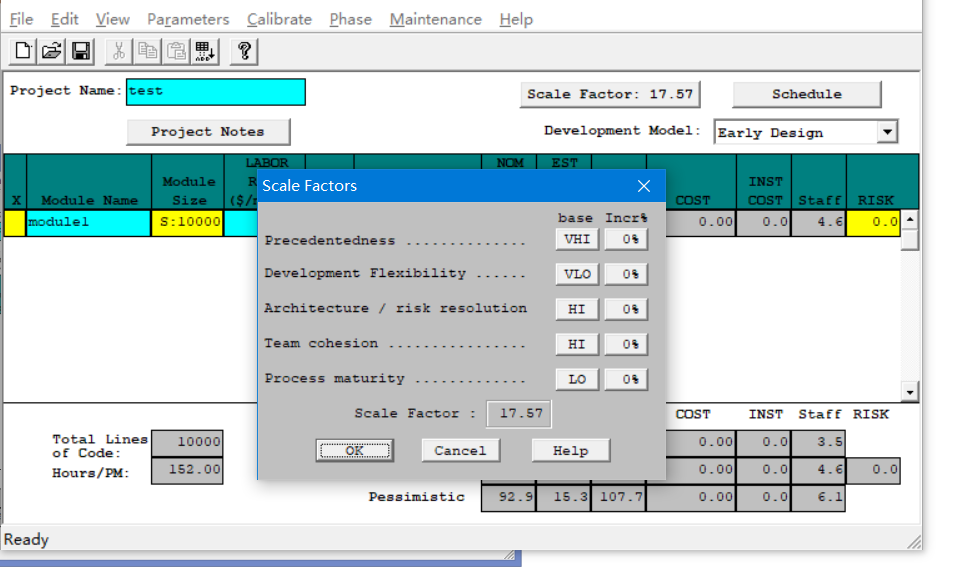 File Edit View Parameters Calibrate Phase Maintenance Help
Project Name: test Scale Factor: 17.57 Schedule
Project Notes Development Model: Early Design
LABOR NOM EST
Module INST
X Module Name Size ($/ COST COST Staff RISK
module1 S:10000 0.00 0.0 4.6 0.0
Scale Factors
base Incr%
Precedentedness .............. VHI 0%
Development Flexibility ...... VLO 0%
Architecture / risk resolution HI 0%
Team cohesion ................ HI 0%
Process maturity ............. LO 0%
Scale Factor : 17.57
OK Cancel Help
COST INST Staff RISK
Total Lines of Code: 10000 0.00 0.0 3.5
Hours/PM: 152.00 0.00 0.0 4.6 0.0
Pessimistic 92.9 15.3 107.7 0.00 0.0 6.1
Ready